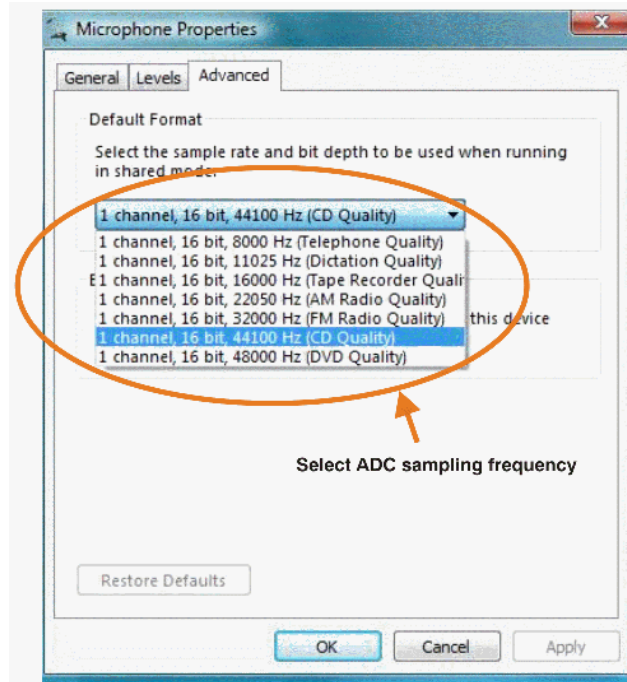 Microphone Properties
General Levels Advanced
Default Format
Select the sample rate and bit depth to be used when running
in shared mode.
1 channel, 16 bit, 44100 Hz (CD Quality)
1 channel, 16 bit, 8000 Hz (Telephone Quality)
1 channel, 16 bit, 11025 Hz (Dictation Quality)
E 1 channel, 16 bit, 16000 Hz (Tape Recorder Qualit
1 channel, 16 bit, 22050 Hz (AM Radio Quality)
1 channel, 16 bit, 32000 Hz (FM Radio Quality) this device
1 channel, 16 bit, 44100 Hz (CD Quality)
1 channel, 16 bit, 48000 Hz (DVD Quality)
Select ADC sampling frequency
Restore Defaults
OK Cancel Apply